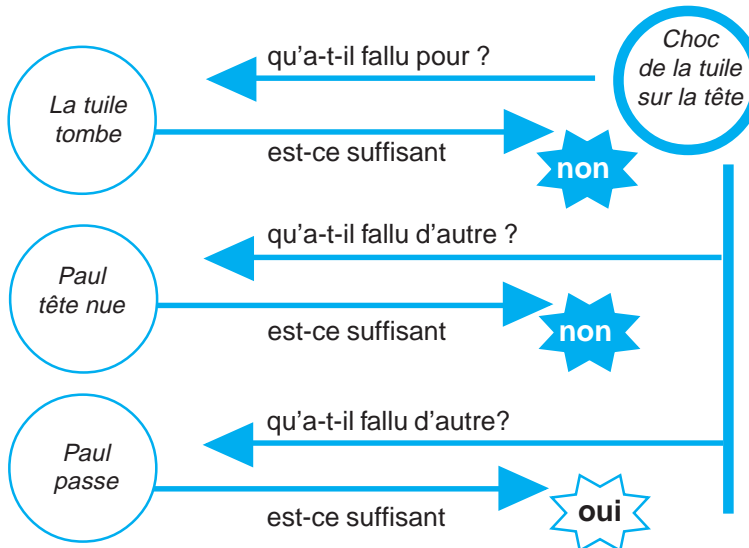 qu'a-t-il fallu pour ?
Choc
de la tuile
sur la tête
La tuile
tombe
est-ce suffisant
non
qu'a-t-il fallu d'autre ?
Paul
tête nue
est-ce suffisant
non
qu'a-t-il fallu d'autre?
Paul
passe
est-ce suffisant
oui